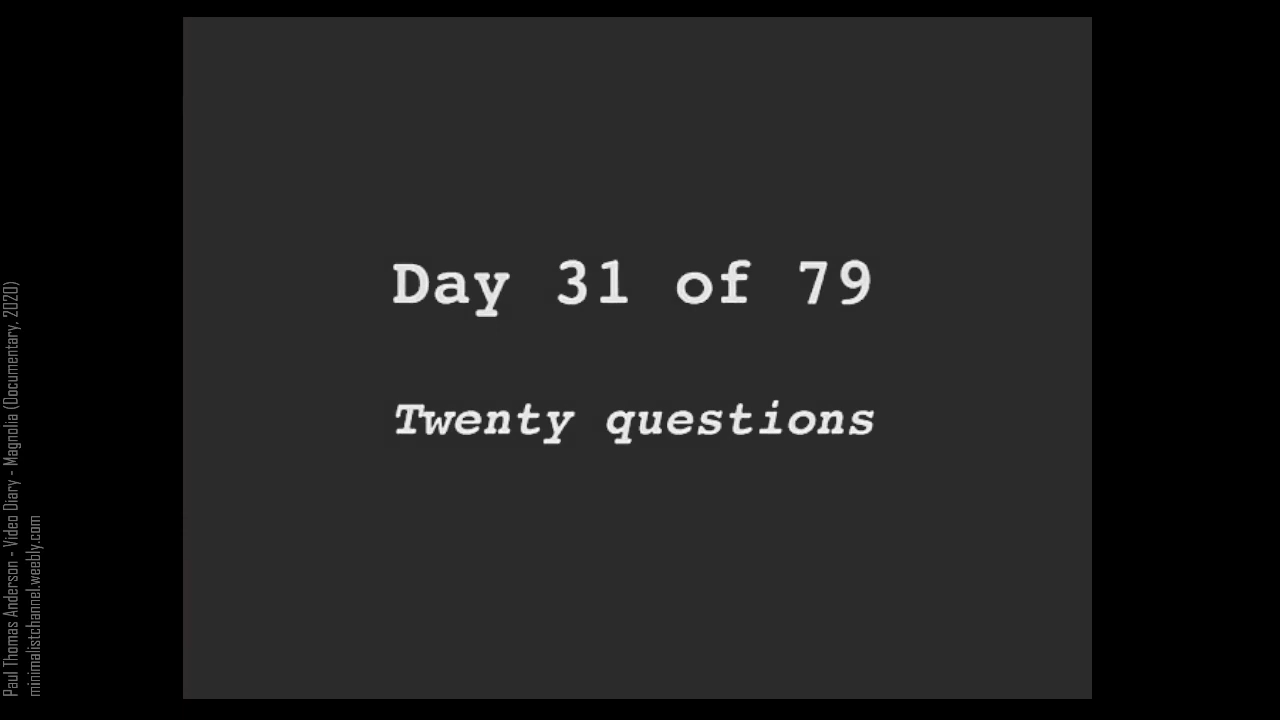 Day 31 of 79
Twenty questions
Paul Thomas Anderson - Video Diary - Magnolia (Documentary, 2020)
minimalistchannel.weebly.com